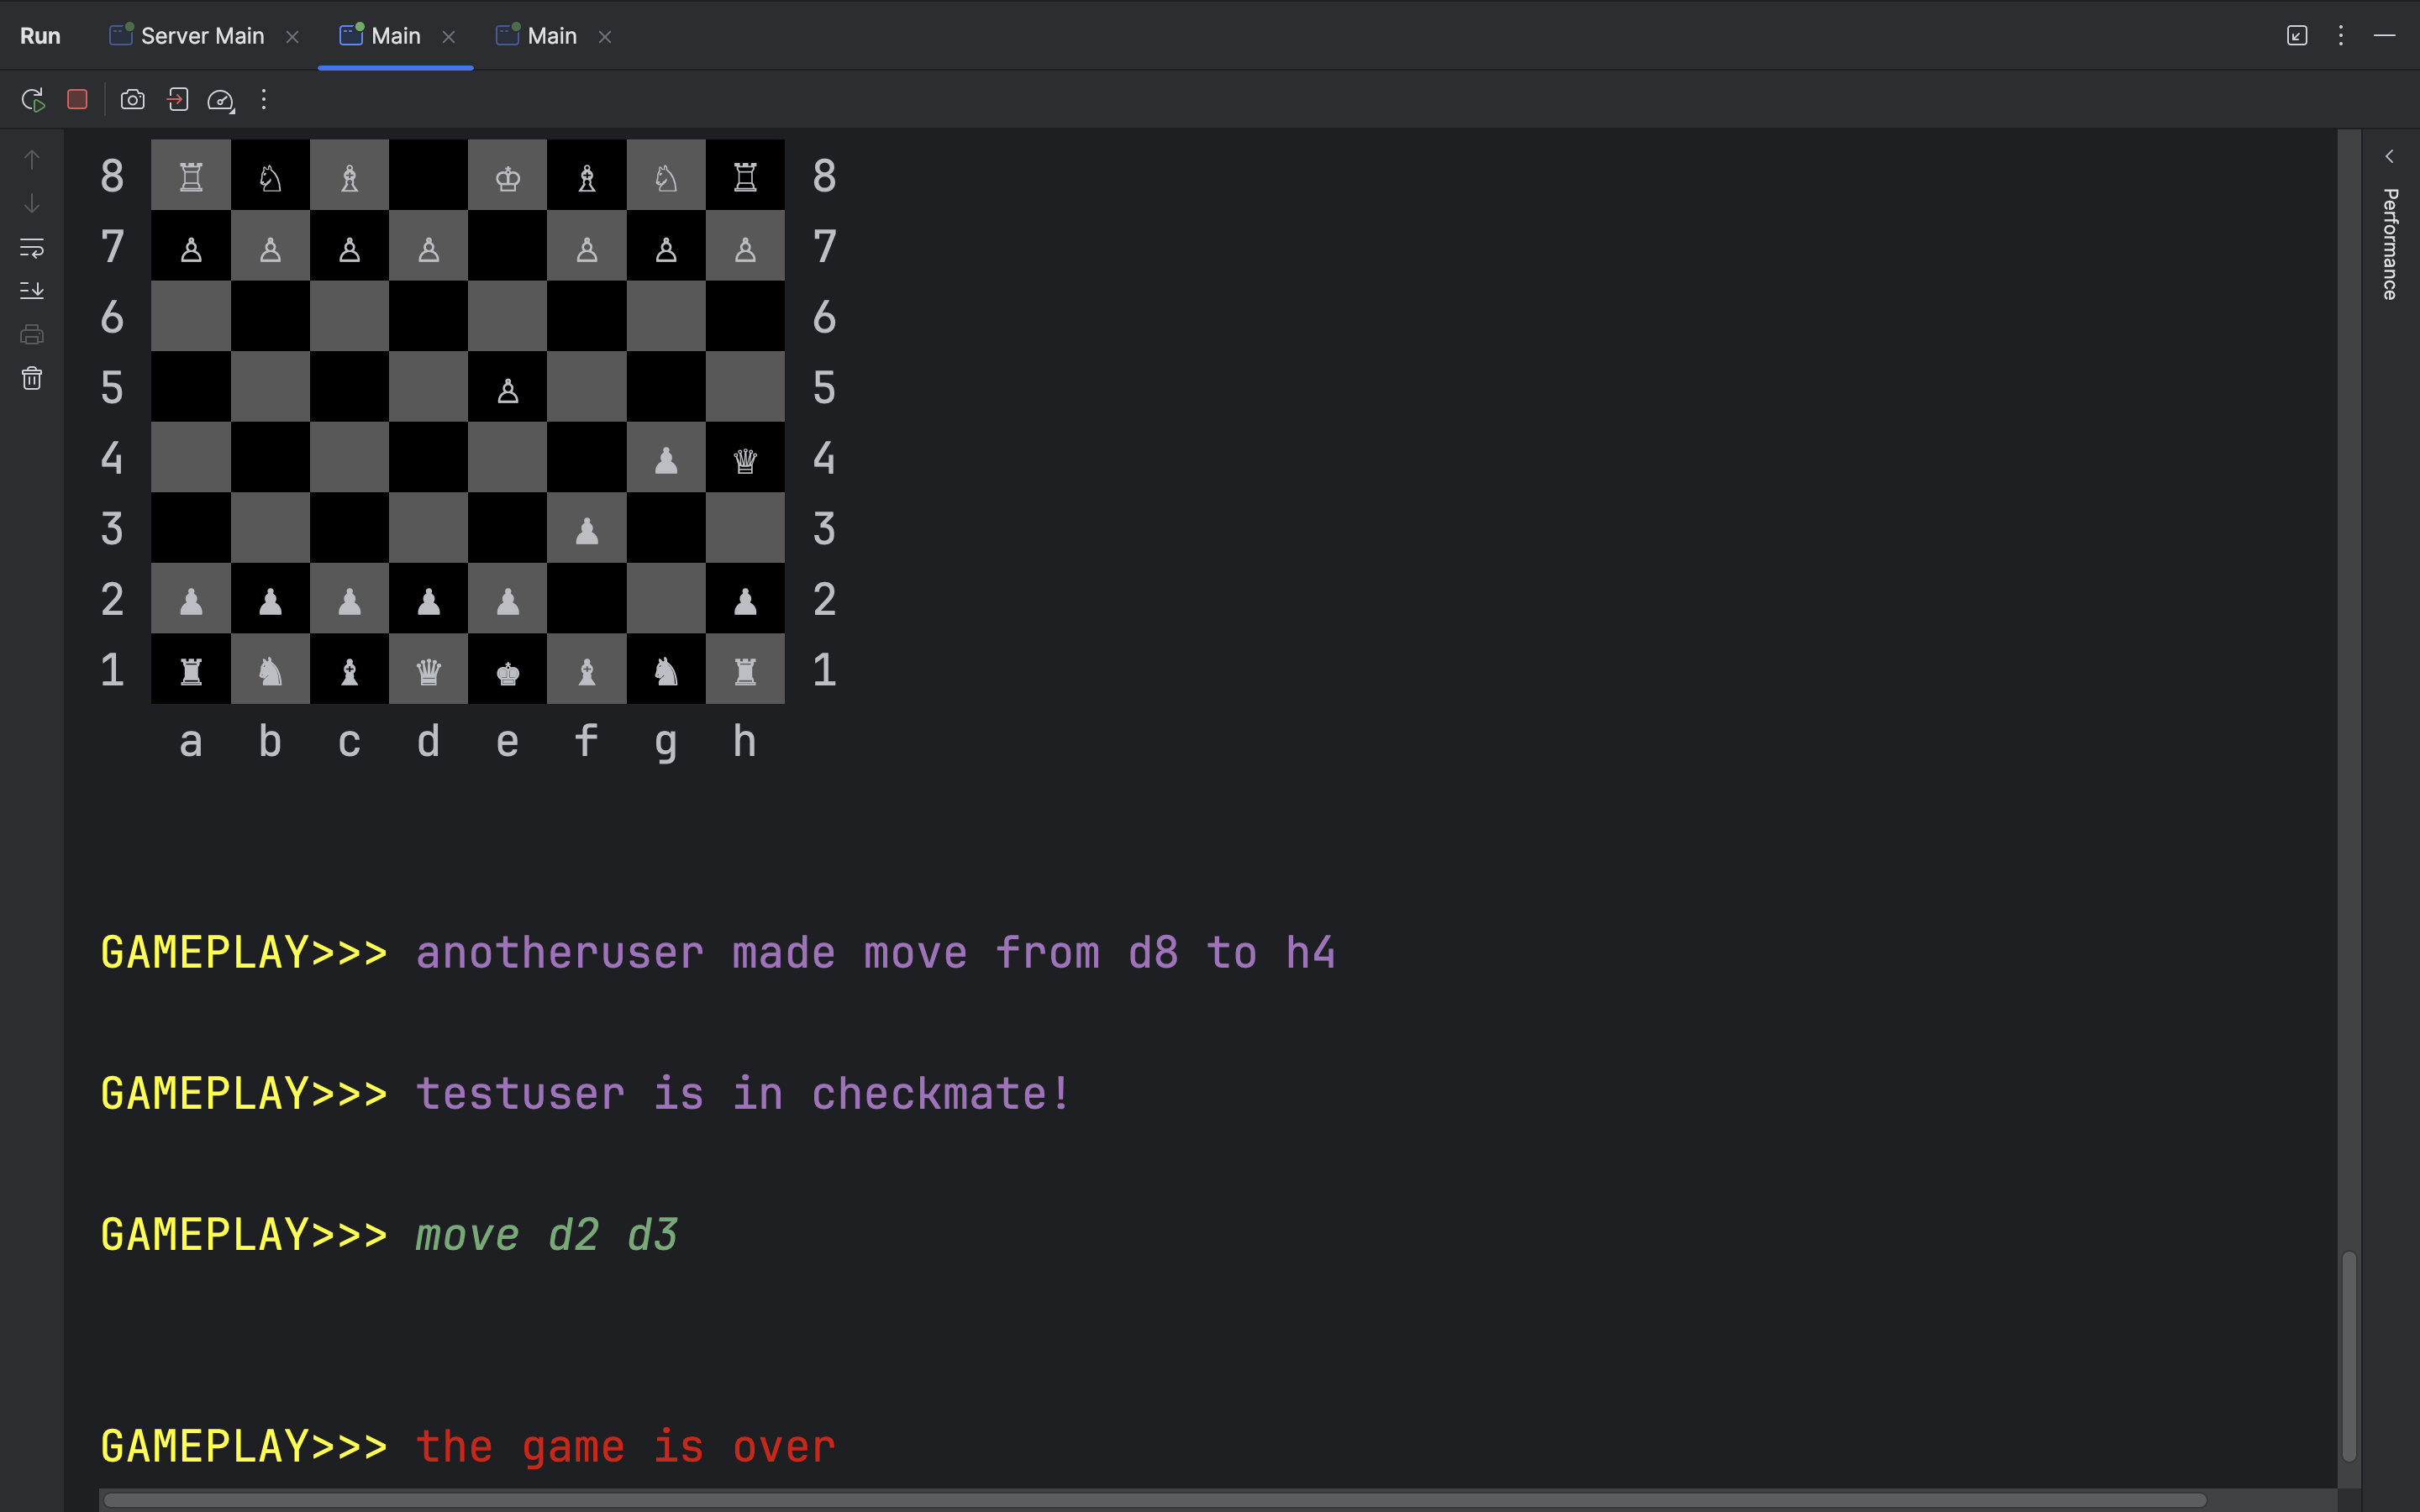 Run Server Main Main Main
Performance
8 ♖ ♘ ♗ ♔ ♗ ♘ ♖ 8
7 ♙ ♙ ♙ ♙ ♙ ♙ ♙ 7
6 6
5 ♙ 5
4 ♟ ♕ 4
3 ♟ 3
2 ♟ ♟ ♟ ♟ ♟ ♟ 2
1 ♜ ♞ ♝ ♛ ♚ ♝ ♞ ♜ 1
a b c d e f g h
GAMEPLAY>>> anotheruser made move from d8 to h4
GAMEPLAY>>> testuser is in checkmate!
GAMEPLAY>>> move d2 d3
GAMEPLAY>>> the game is over